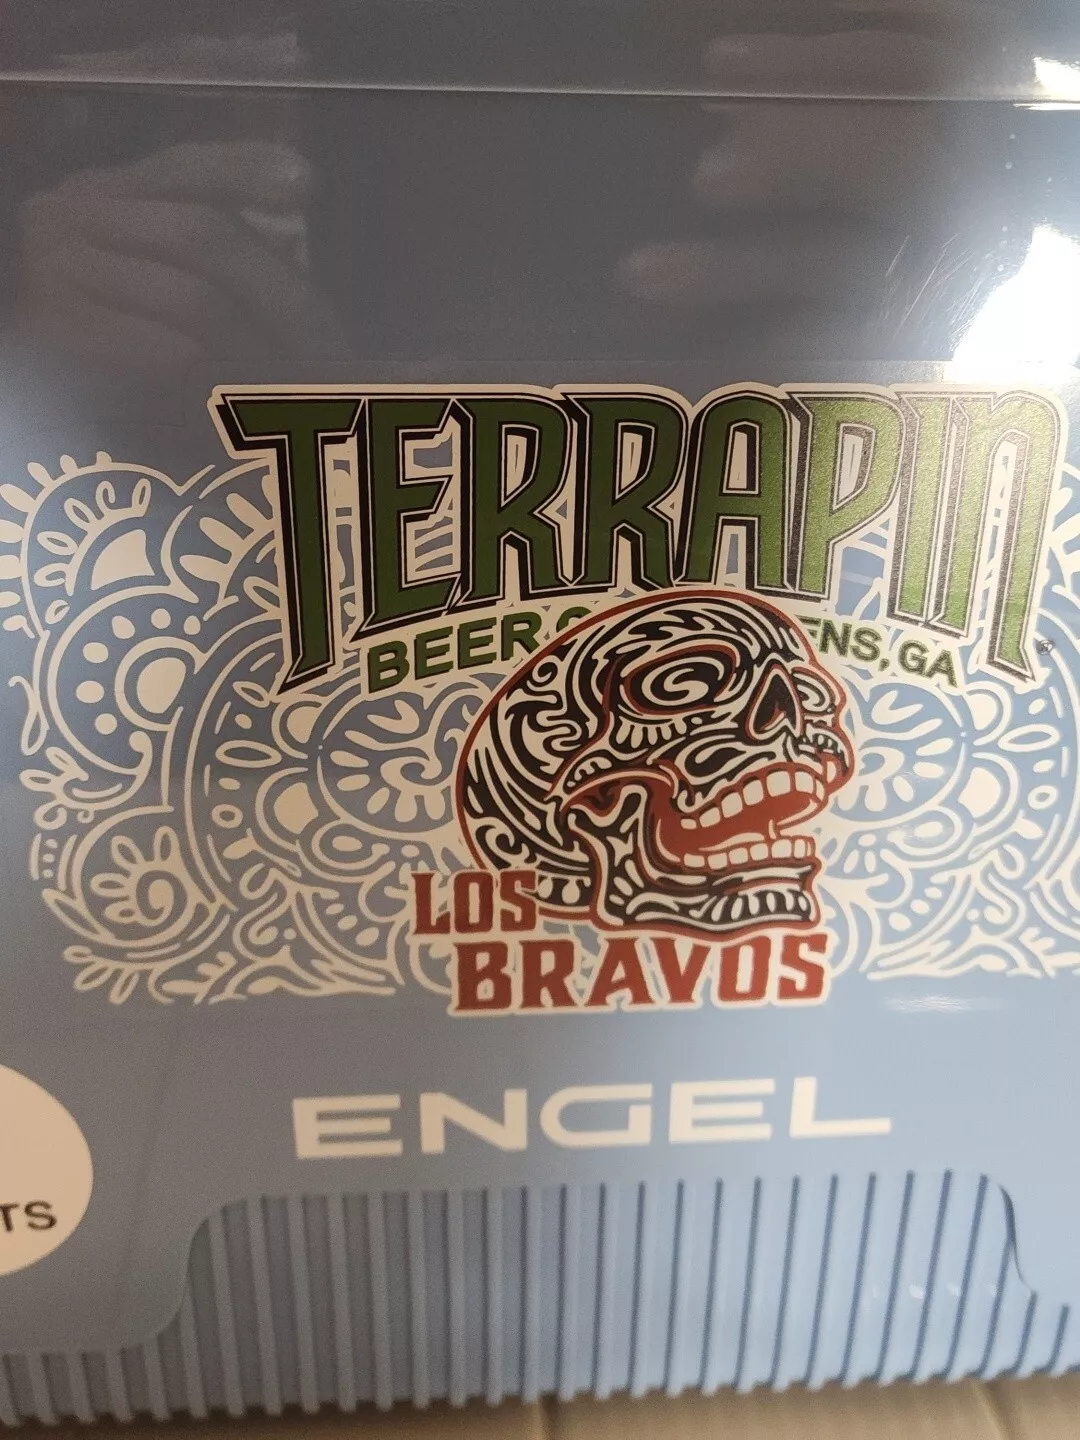 TERRAPIN
BEER ENS, GA
LOS
BRAVOS
ENGEL
TS